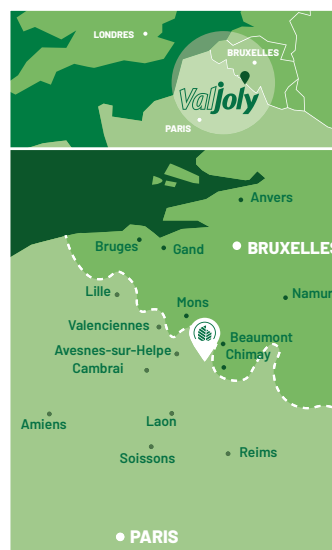 LONDRES
BRUXELLES
Valjoly
PARIS
Anvers
Bruges
Gand
BRUXELLES
Lille
Namur
Mons
Valenciennes
Beaumont
Avesnes-sur-Helpe
Chimay
Cambrai
Amiens
Laon
Soissons
Reims
PARIS